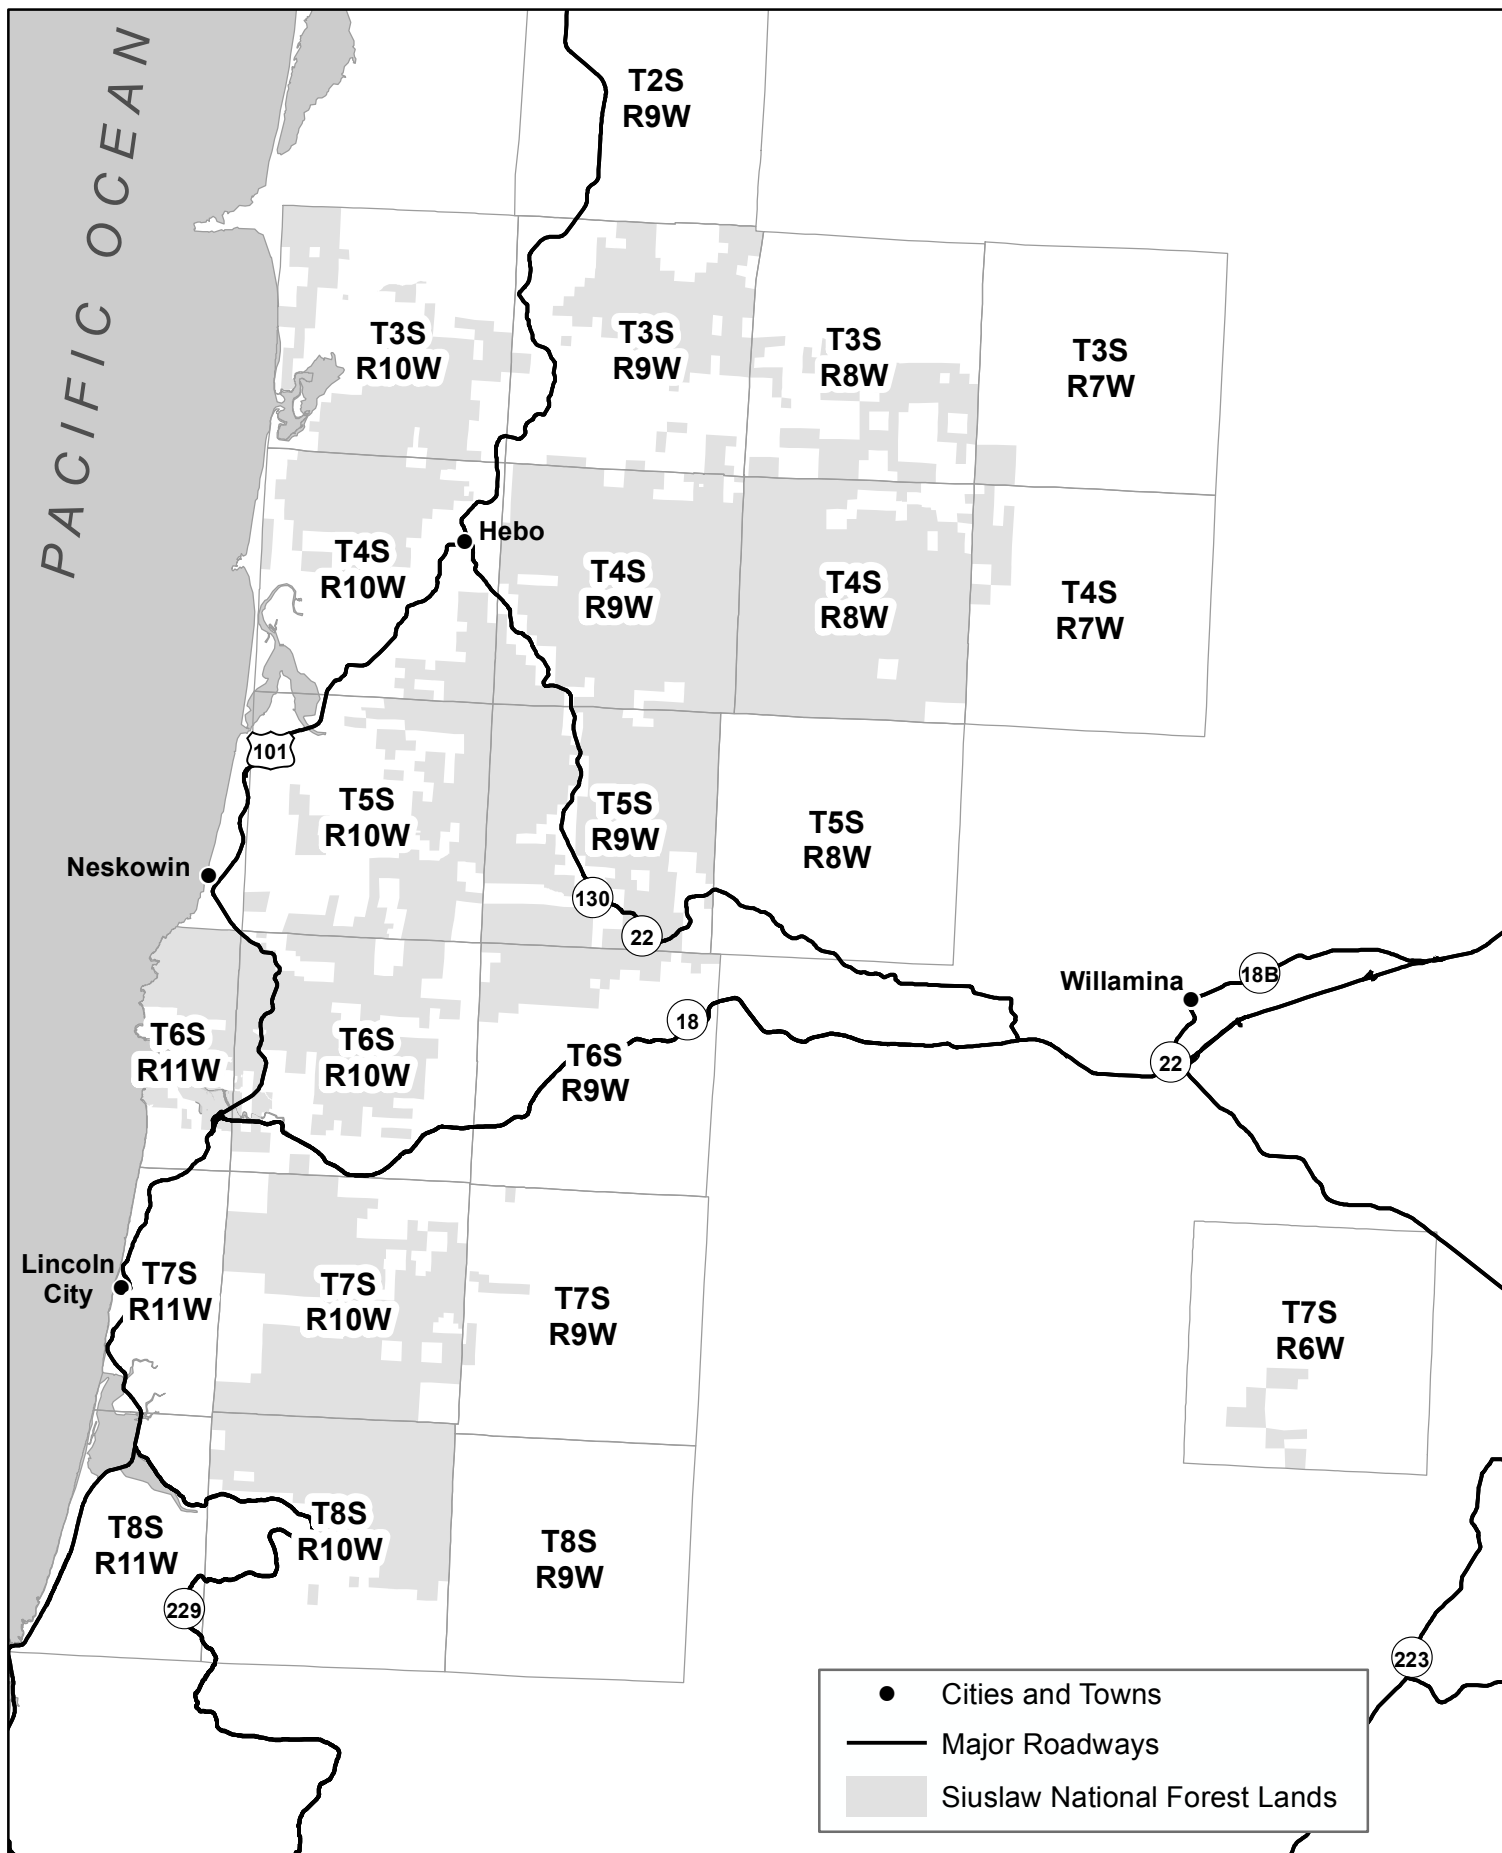 PACIFIC OCEAN
T2S
R9W
T3S
R10W
T3S
R9W
T3S
R8W
T3S
R7W
Hebo
T4S
R10W
T4S
R9W
T4S
R8W
T4S
R7W
101
T5S
R10W
T5S
R9W
T5S
R8W
Neskowin
130
22
Willamina
18B
T6S
R11W
T6S
R10W
18
T6S
R9W
22
Lincoln
City
T7S
R11W
T7S
R10W
T7S
R9W
T7S
R6W
T8S
R11W
T8S
R10W
T8S
R9W
229
223
Cities and Towns
Major Roadways
Siuslaw National Forest Lands